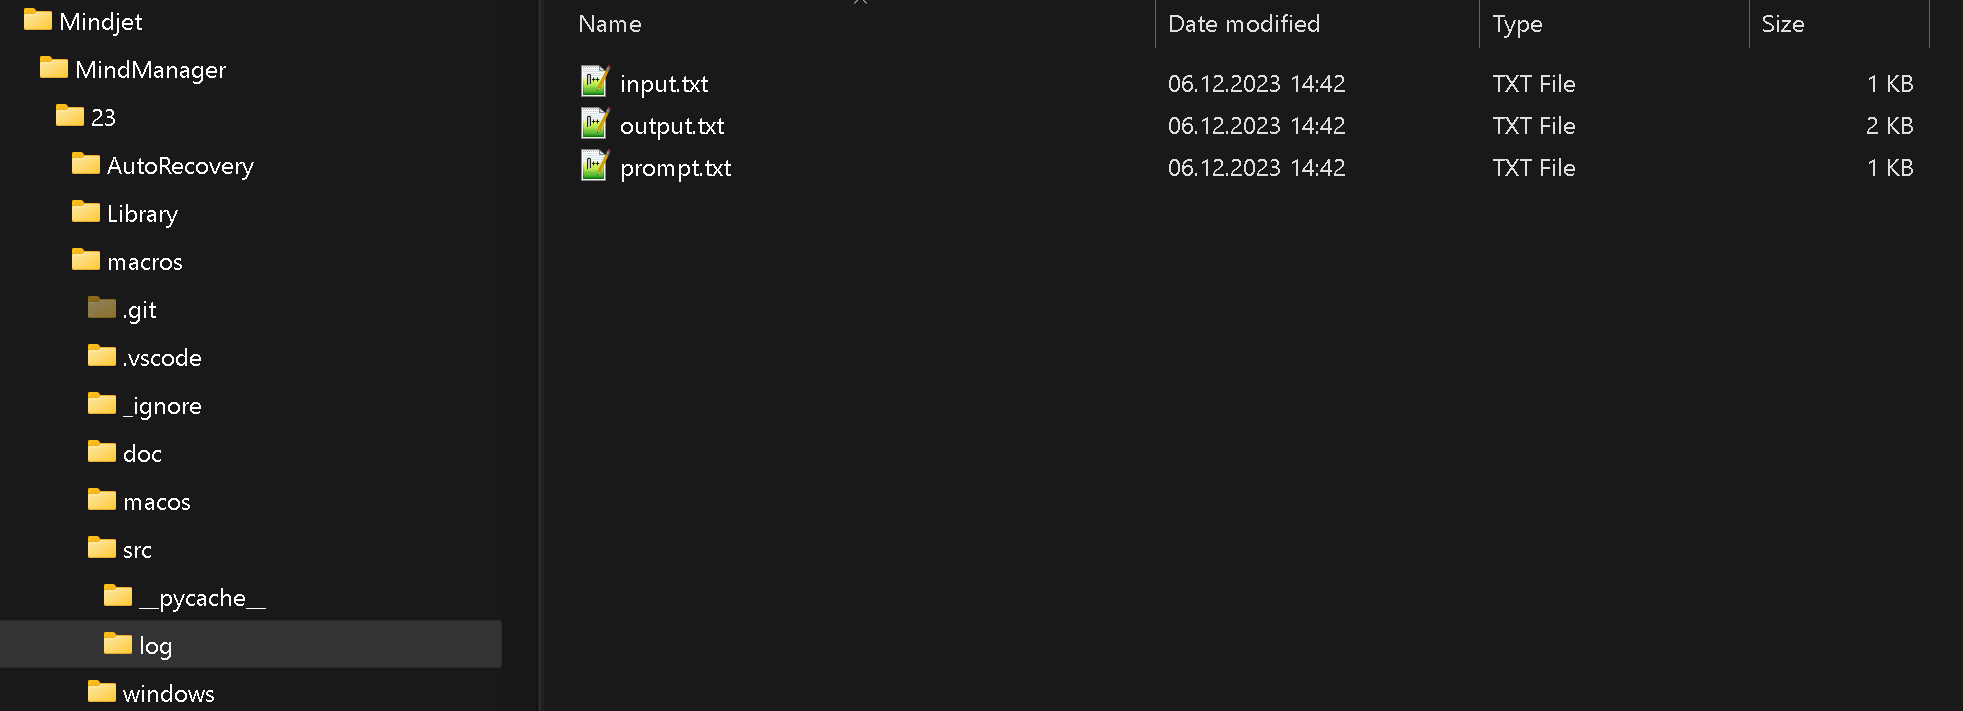 Mindjet
MindManager
23
AutoRecovery
Library
macros
.git
.vscode
_ignore
doc
macos
src
__pycache__
log
windows
Name Date modified Type Size
input.txt 06.12.2023 14:42 TXT File 1 KB
output.txt 06.12.2023 14:42 TXT File 2 KB
prompt.txt 06.12.2023 14:42 TXT File 1 KB